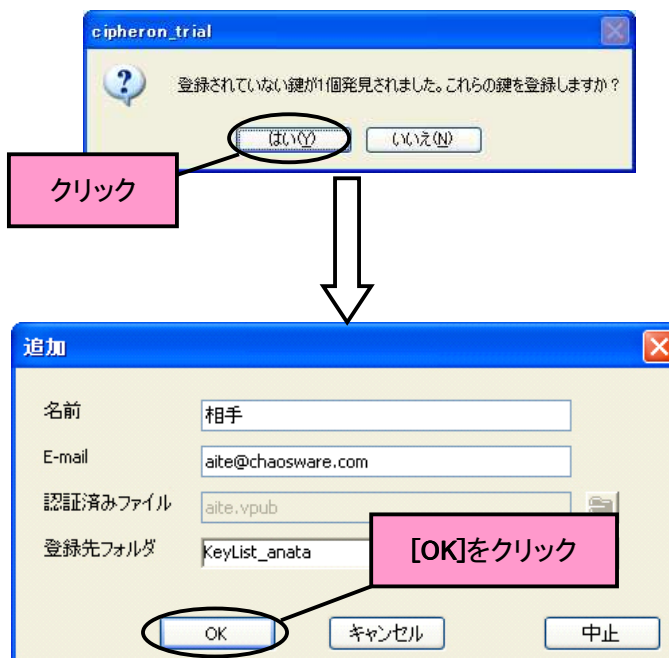 cipheron_trial
登録されていない鍵が1個発見されました。これらの鍵を登録しますか？
はい(Y)
いいえ(N)
クリック
追加
名前
相手
E-mail
aite@chaosware.com
認証済みファイル
aite.vpub
登録先フォルダ
KeyList_anata
[OK]をクリック
OK
キャンセル
中止